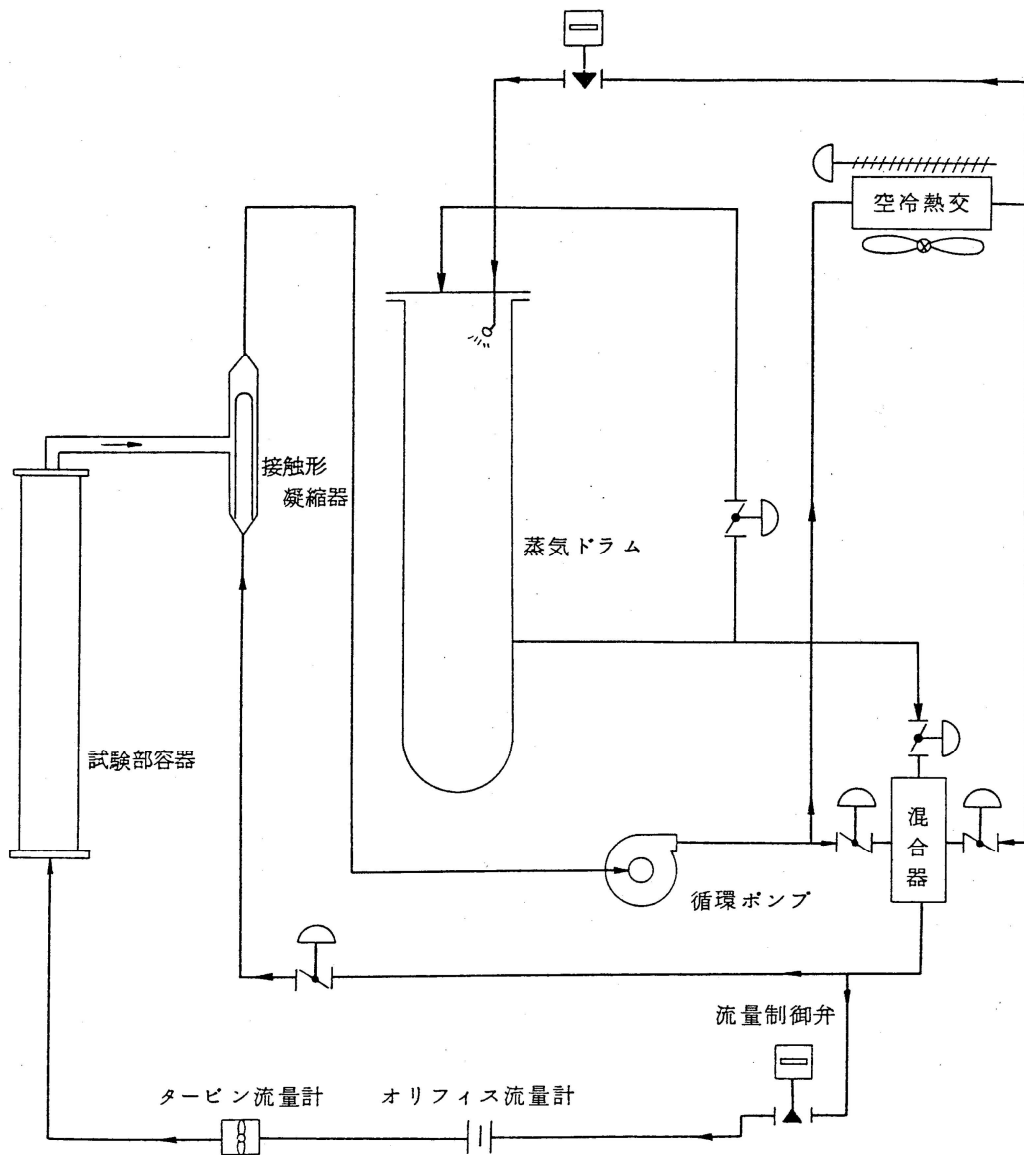 空冷熱交
接触形
凝縮器
蒸気ドラム
試験部容器
混合器
循環ポンプ
流量制御弁
タービン流量計
オリフィス流量計